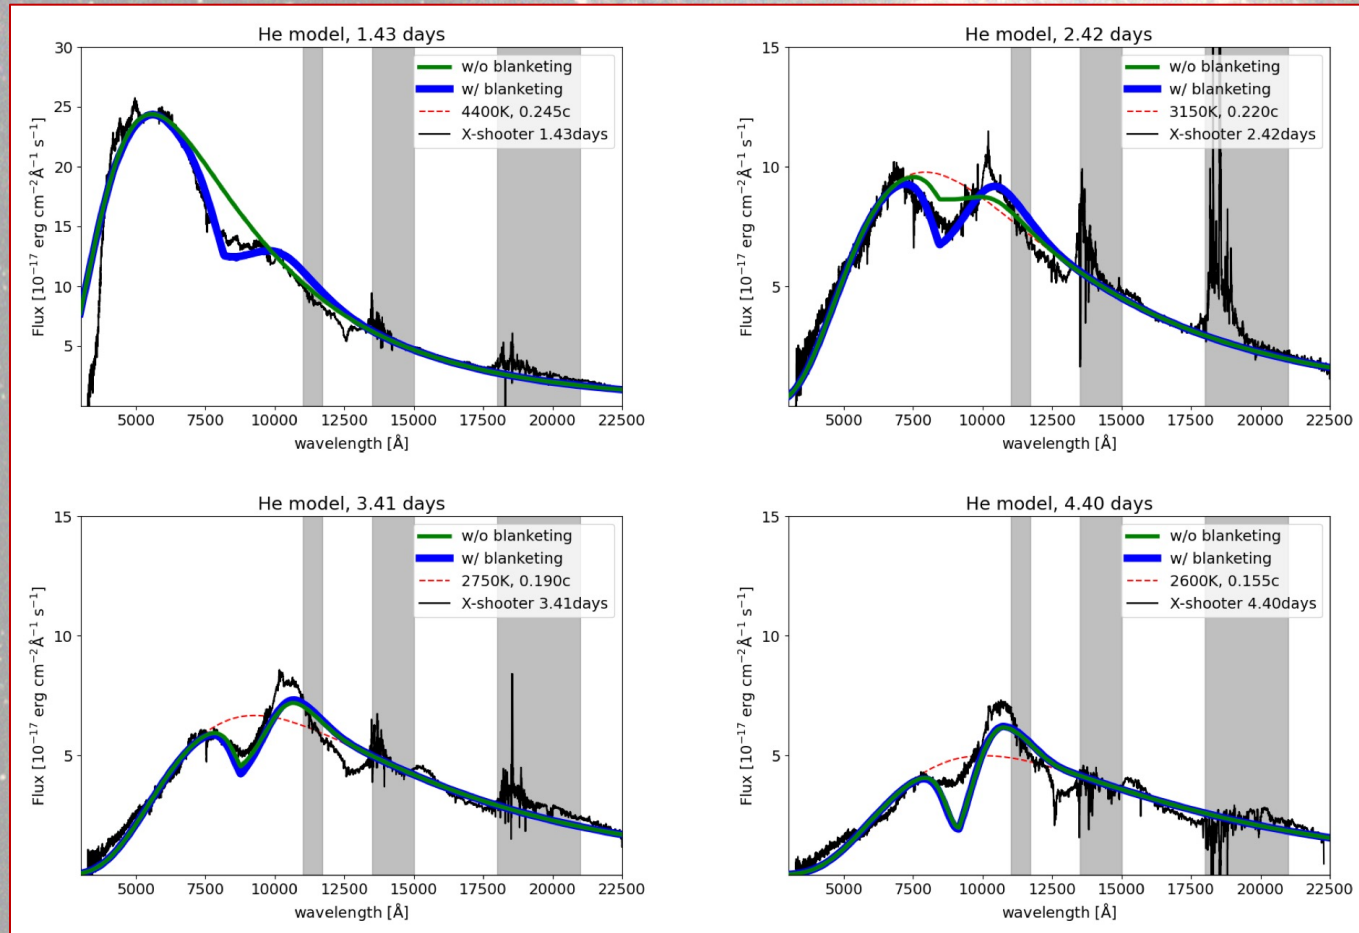 He model, 1.43 days
30
25
20
15
10
5
Flux [10⁻¹⁷ erg cm⁻²Å⁻¹ s⁻¹]
w/o blanketing
w/ blanketing
4400K, 0.245c
X-shooter 1.43days
5000 7500 10000 12500 15000 17500 20000 22500
wavelength [Å]
He model, 2.42 days
15
10
5
Flux [10⁻¹⁷ erg cm⁻²Å⁻¹ s⁻¹]
w/o blanketing
w/ blanketing
3150K, 0.220c
X-shooter 2.42days
5000 7500 10000 12500 15000 17500 20000 22500
wavelength [Å]
He model, 3.41 days
15
10
5
Flux [10⁻¹⁷ erg cm⁻²Å⁻¹ s⁻¹]
w/o blanketing
w/ blanketing
2750K, 0.190c
X-shooter 3.41days
5000 7500 10000 12500 15000 17500 20000 22500
wavelength [Å]
He model, 4.40 days
15
10
5
Flux [10⁻¹⁷ erg cm⁻²Å⁻¹ s⁻¹]
w/o blanketing
w/ blanketing
2600K, 0.155c
X-shooter 4.40days
5000 7500 10000 12500 15000 17500 20000 22500
wavelength [Å]